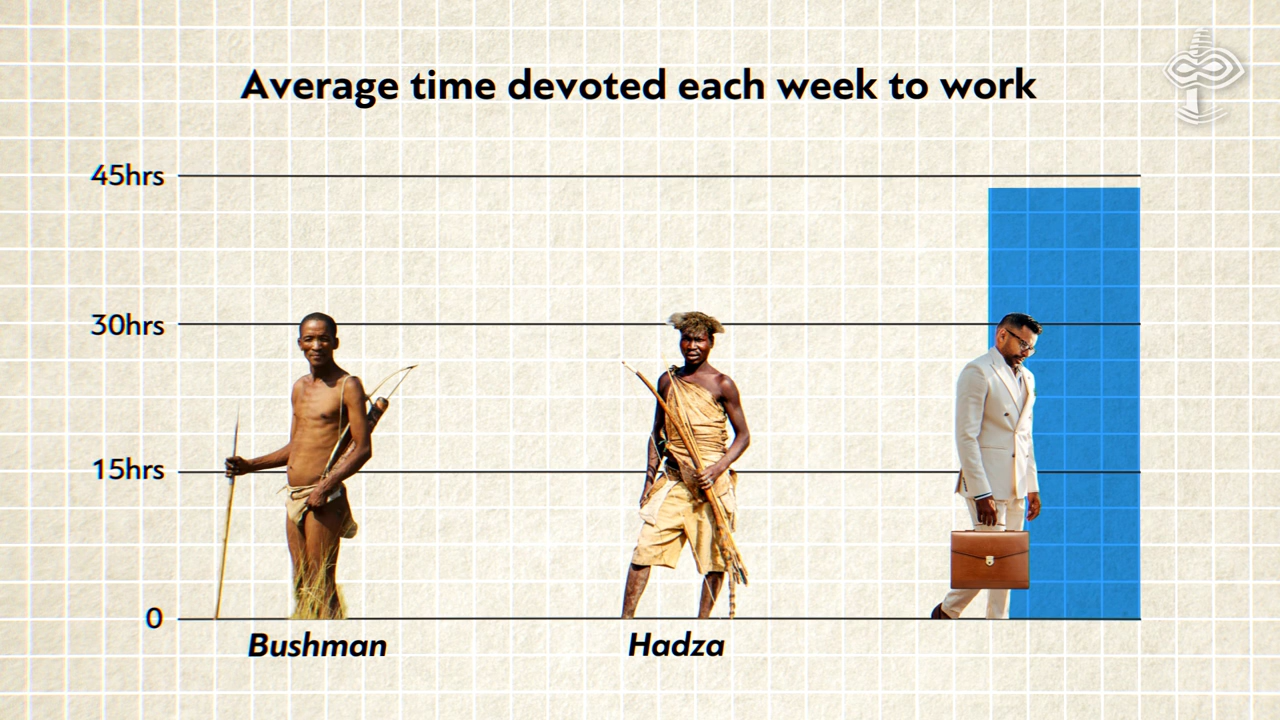 Average time devoted each week to work
45hrs
30hrs
15hrs
0
Bushman
Hadza